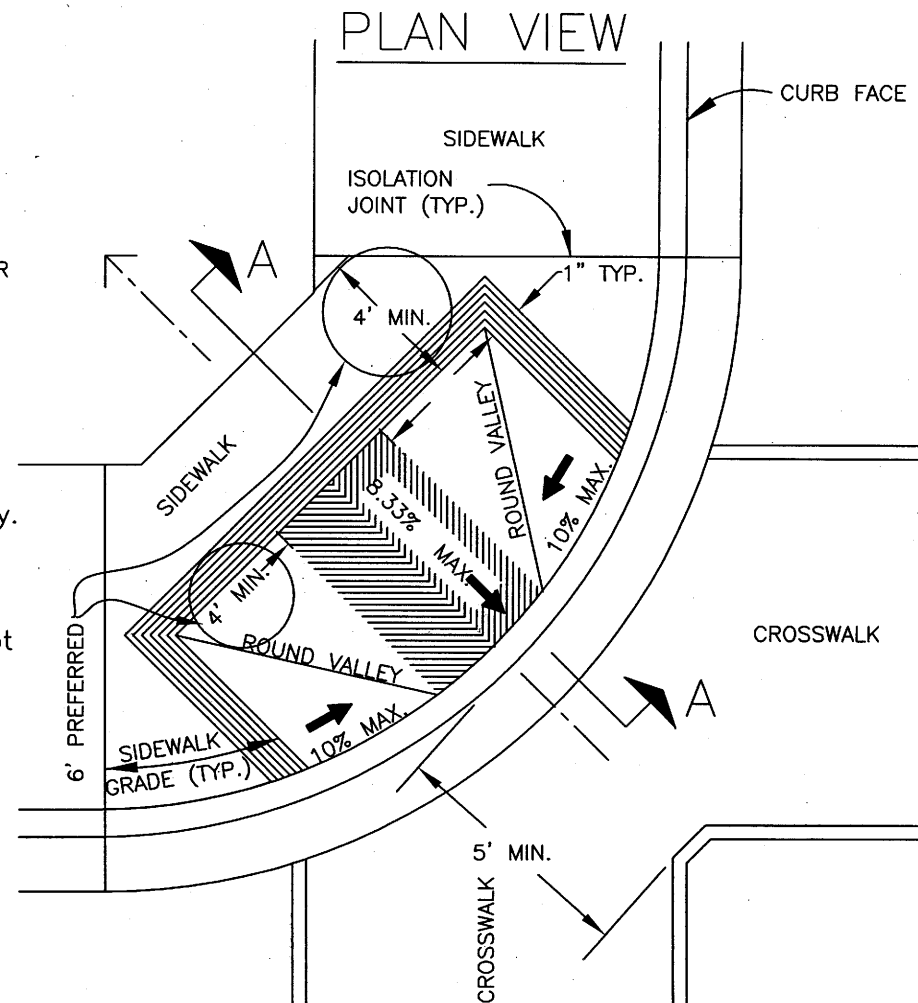 PLAN VIEW
CURB FACE
SIDEWALK
ISOLATION
JOINT (TYP.)
R
A
1" TYP.
4' MIN.
ROUND VALLEY
SIDEWALK
8.33%
MAX.
10% MAX.
y.
4' MIN.
ot
ROUND VALLEY
CROSSWALK
6' PREFERRED
A
10% MAX.
SIDEWALK
GRADE (TYP.)
5' MIN.
CROSSWALK